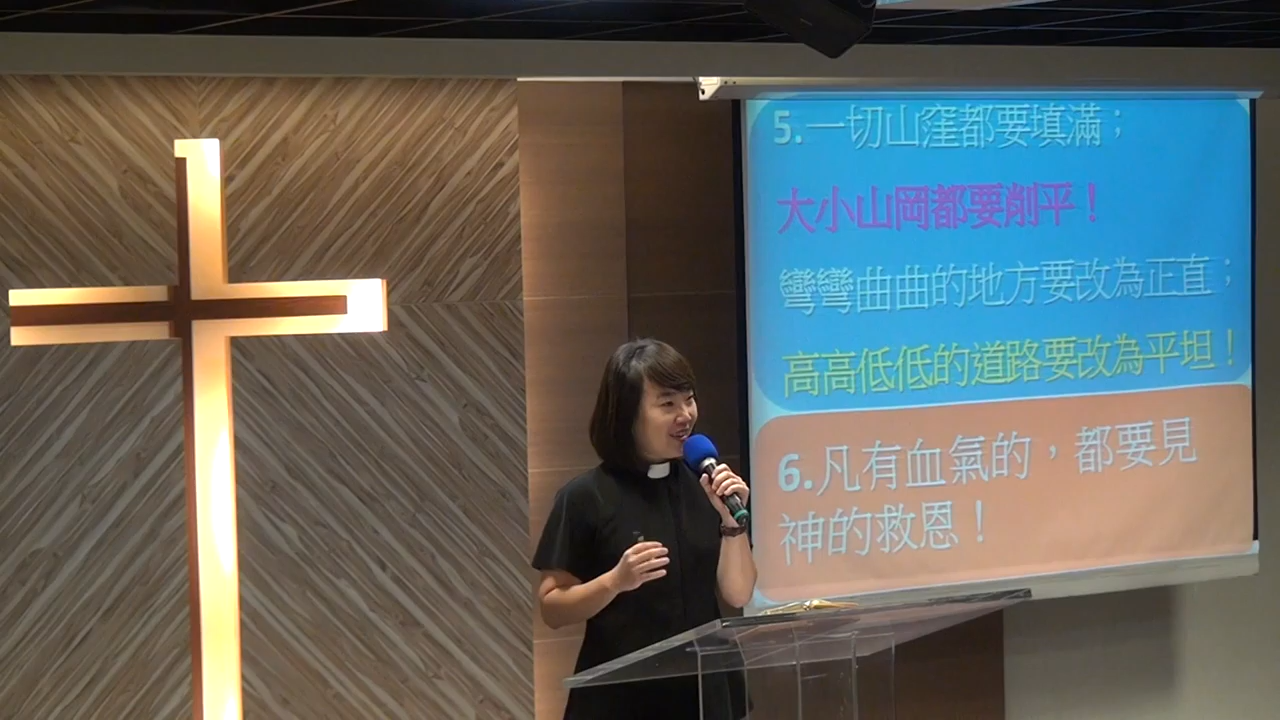 5.一切山窪都要填滿；
大小山岡都要削平！
彎彎曲曲的地方要改為正直；
高高低低的道路要改為平坦！
6.凡有血氣的，都要見
神的救恩！